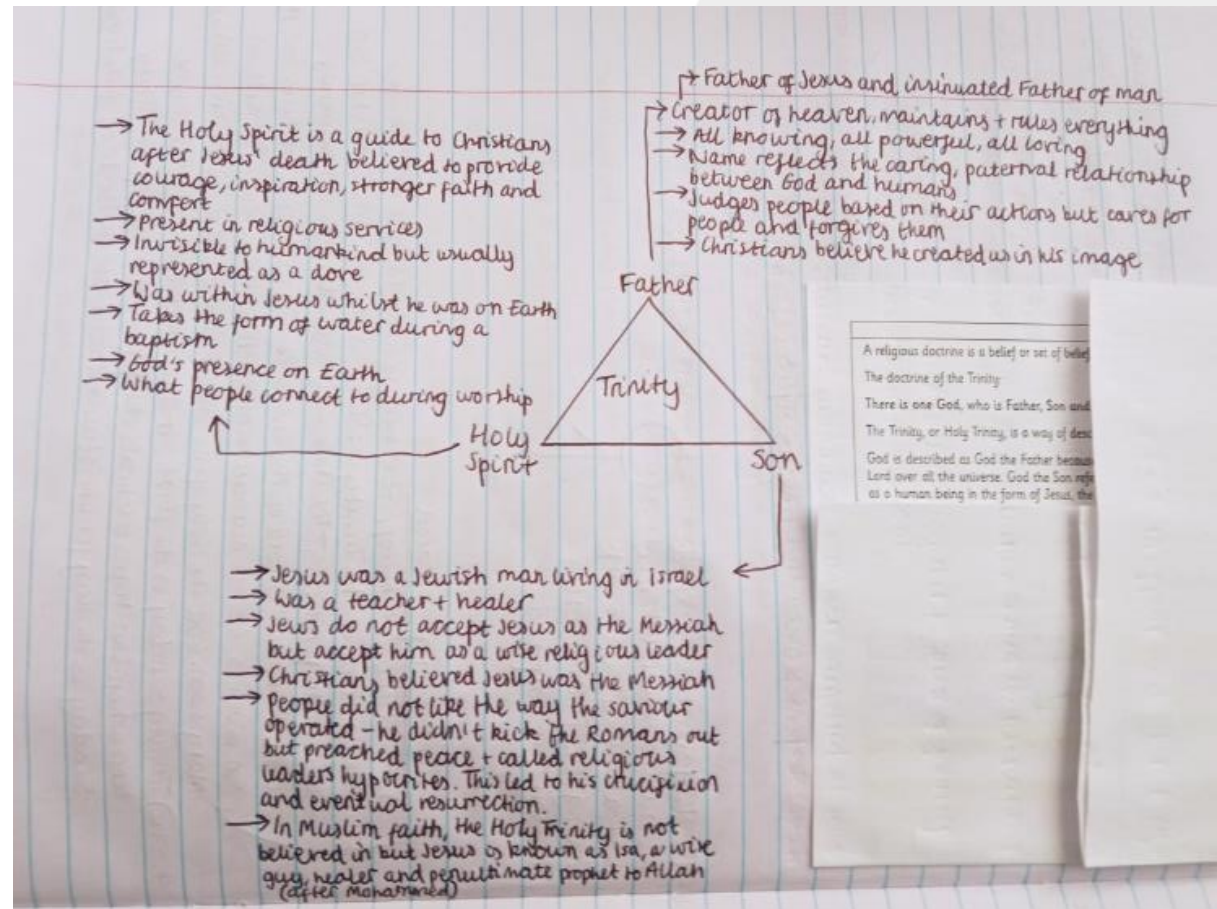 → Father of Jesus and insinuated Father of man
→ Creator of heaven, maintains + rules everything
→ All knowing, all powerful, all loving
→ Name reflects the caring, paternal relationship
between God and humans
→ Judges people based on their actions but cares for
people and forgives them
→ Christians believe he created us in his image
→ The Holy Spirit is a guide to Christians
after Jesus' death believed to provide
courage, inspiration, stronger faith and
comfort
→ Present in religious services
→ Invisible to humankind but usually
represented as a dove
→ Was within Jesus whilst he was on Earth
→ Takes the form of water during a
baptism
→ God's presence on Earth
→ What people connect to during worship
Father
Trinity
Holy
Spirit
Son
A religious doctrine is a belief or set of belief
The doctrine of the Trinity:
There is one God, who is Father, Son and
The Trinity, or Holy Trinity, is a way of desc
God is described as God the Father because
Lord over all the universe. God the Son refe
as a human being in the form of Jesus, the
→ Jesus was a Jewish man living in Israel
→ Was a teacher + healer
→ Jews do not accept Jesus as the Messiah
but accept him as a wise religious leader
→ Christians believed Jesus was the Messiah
→ People did not like the way the saviour
operated - he didn't kick the Romans out
but preached peace + called religious
leaders hypocrites. This led to his crucifixion
and eventual resurrection.
→ In Muslim faith, the Holy Trinity is not
believed in but Jesus is known as Isa, a wise
guy, healer and penultimate prophet to Allah
(after Mohammed)